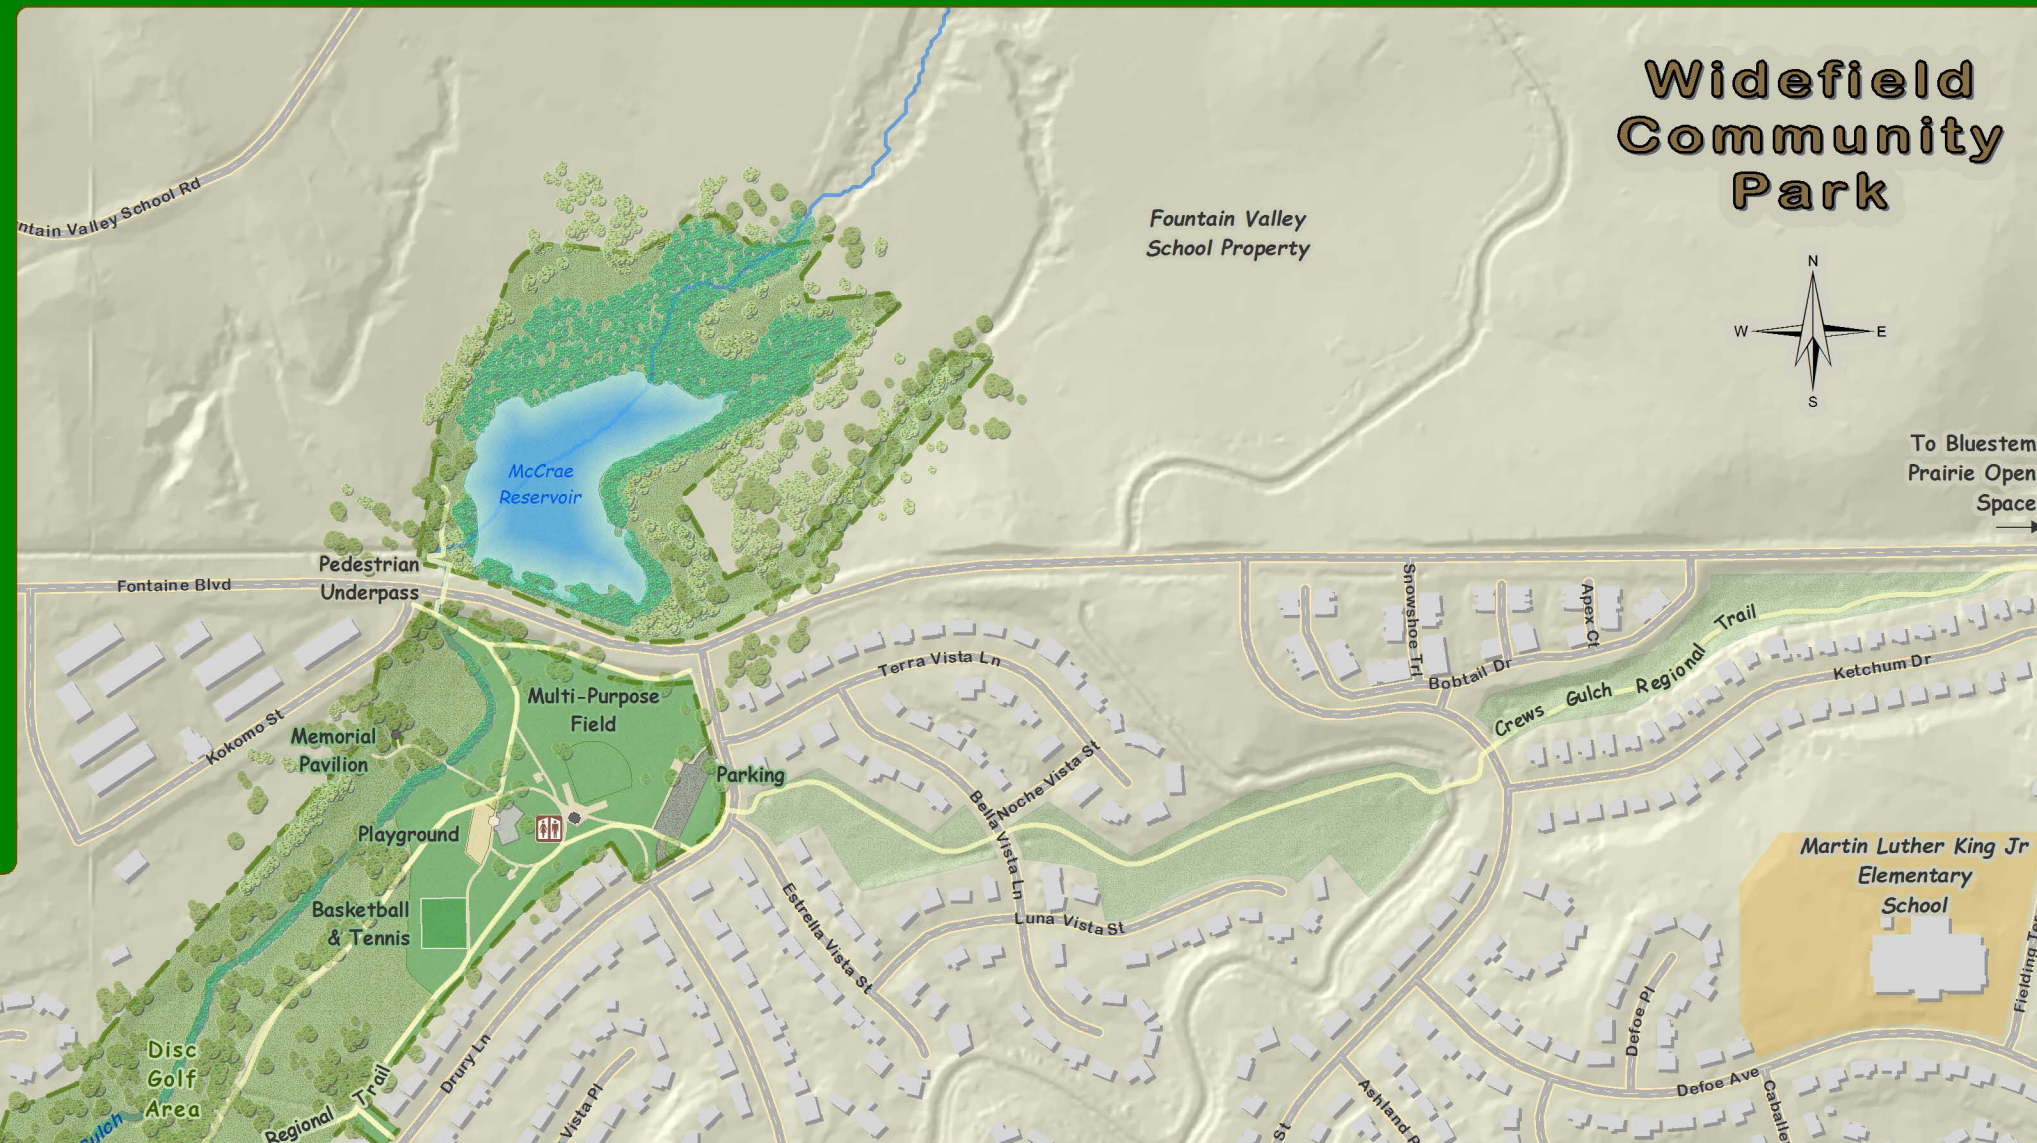 Widefield
Community
Park
N
W
E
S
Fountain Valley
School Property
ntain Valley School Rd
To Bluestem
Prairie Open
Space
McCrae
Reservoir
Pedestrian
Underpass
Fontaine Blvd
Kokomo St
Multi-Purpose
Field
Memorial
Pavilion
Parking
Playground
Basketball
& Tennis
Disc
Golf
Area
Regional Trail
Drury Ln
Vista Pl
Terra Vista Ln
Noche Vista St
Bella Vista Ln
Estrella Vista St
Luna Vista St
Snowshoe Trl
Apex Ct
Bobtail Dr
Crews Gulch Regional Trail
Ketchum Dr
Martin Luther King Jr
Elementary
School
Defoe Pl
Defoe Ave
Ashland P
St